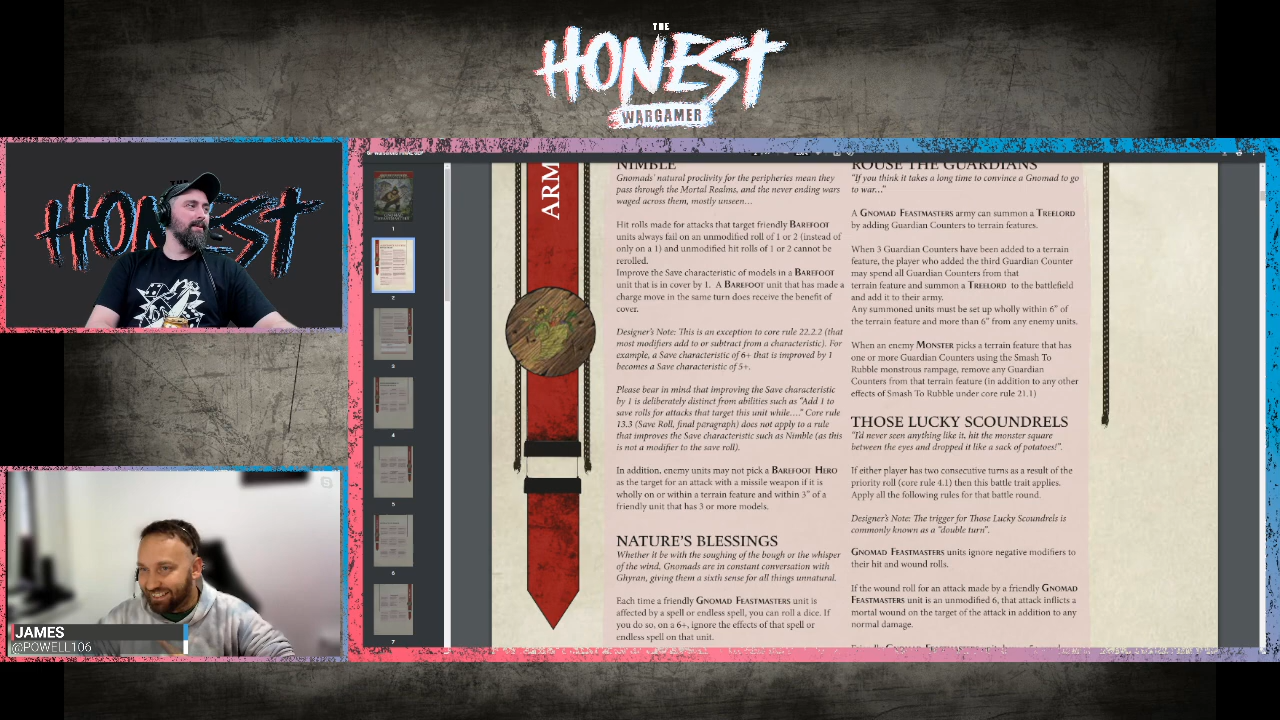 THE
HONEST
WARGAMER
HONEST
JAMES
@POWELL106
1
2
3
4
5
6
7
ARM
NIMBLE
Gnomads' natural proclivity for the peripheries mean they
pass through the Mortal Realms, and the never ending wars
waged across them, mostly unseen…
Hit rolls made for attacks that target friendly BAREFOOT
units always fail on an unmodified roll of 1 or 2 (instead of
only on a 1) and unmodified hit rolls of 1 or 2 cannot be
rerolled.
Improve the Save characteristic of models in a BAREFOOT
unit that is in cover by 1. A BAREFOOT unit that has made a
charge move in the same turn does receive the benefit of
cover.
Designer's Note: This is an exception to core rule 22.2.2 (that
most modifiers add to or subtract from a characteristic). For
example, a Save characteristic of 6+ that is improved by 1
becomes a Save characteristic of 5+.
Please bear in mind that improving the Save characteristic
by 1 is deliberately distinct from abilities such as "Add 1 to
save rolls for attacks that target this unit while…." Core rule
13.3 (Save Roll, final paragraph) does not apply to a rule
that improves the Save characteristic such as Nimble (as this
is not a modifier to the save roll).
In addition, enemy units may not pick a BAREFOOT HERO
as the target for an attack with a missile weapon if it is
wholly on or within a terrain feature and within 3" of a
friendly unit that has 3 or more models.
NATURE'S BLESSINGS
Whether it be with the soughing of the bough or the whisper
of the wind, Gnomads are in constant conversation with
Ghyran, giving them a sixth sense for all things unnatural.
Each time a friendly GNOMAD FEASTMASTERS unit is
affected by a spell or endless spell, you can roll a dice. If
you do so, on a 6+, ignore the effects of that spell or
endless spell on that unit.
ROUSE THE GUARDIANS
"If you think it takes a long time to convince a Gnomad to go
to war…"
A GNOMAD FEASTMASTERS army can summon a TREELORD
by adding Guardian Counters to terrain features.
When 3 Guardian Counters have been added to a terrain
feature, the player who added the third Guardian Counter
may spend all Guardian Counters from that
terrain feature and summon a TREELORD to the battlefield
and add it to their army.
Any summoned units must be set up wholly within 6" of
the terrain feature and more than 6" from any enemy units.
When an enemy MONSTER picks a terrain feature that has
one or more Guardian Counters using the Smash To
Rubble monstrous rampage, remove any Guardian
Counters from that terrain feature (in addition to any other
effects of Smash To Rubble under core rule 21.1)
THOSE LUCKY SCOUNDRELS
"I'd never seen anything like it, hit the monster square
between the eyes and dropped it like a sack of potatoes!".
If either player has two consecutive turns as a result of the
priority roll (core rule 4.1) then this battle trait applies.
Apply all the following rules for that battle round.
Designer's Note: The trigger for Those Lucky Scoundrels is
commonly known as a "double turn".
GNOMAD FEASTMASTERS units ignore negative modifiers to
their hit and wound rolls.
If the wound roll for an attack made by a friendly GNOMAD
FEASTMASTERS unit is an unmodified 6, that attack inflicts a
mortal wound on the target of the attack in addition to any
normal damage.